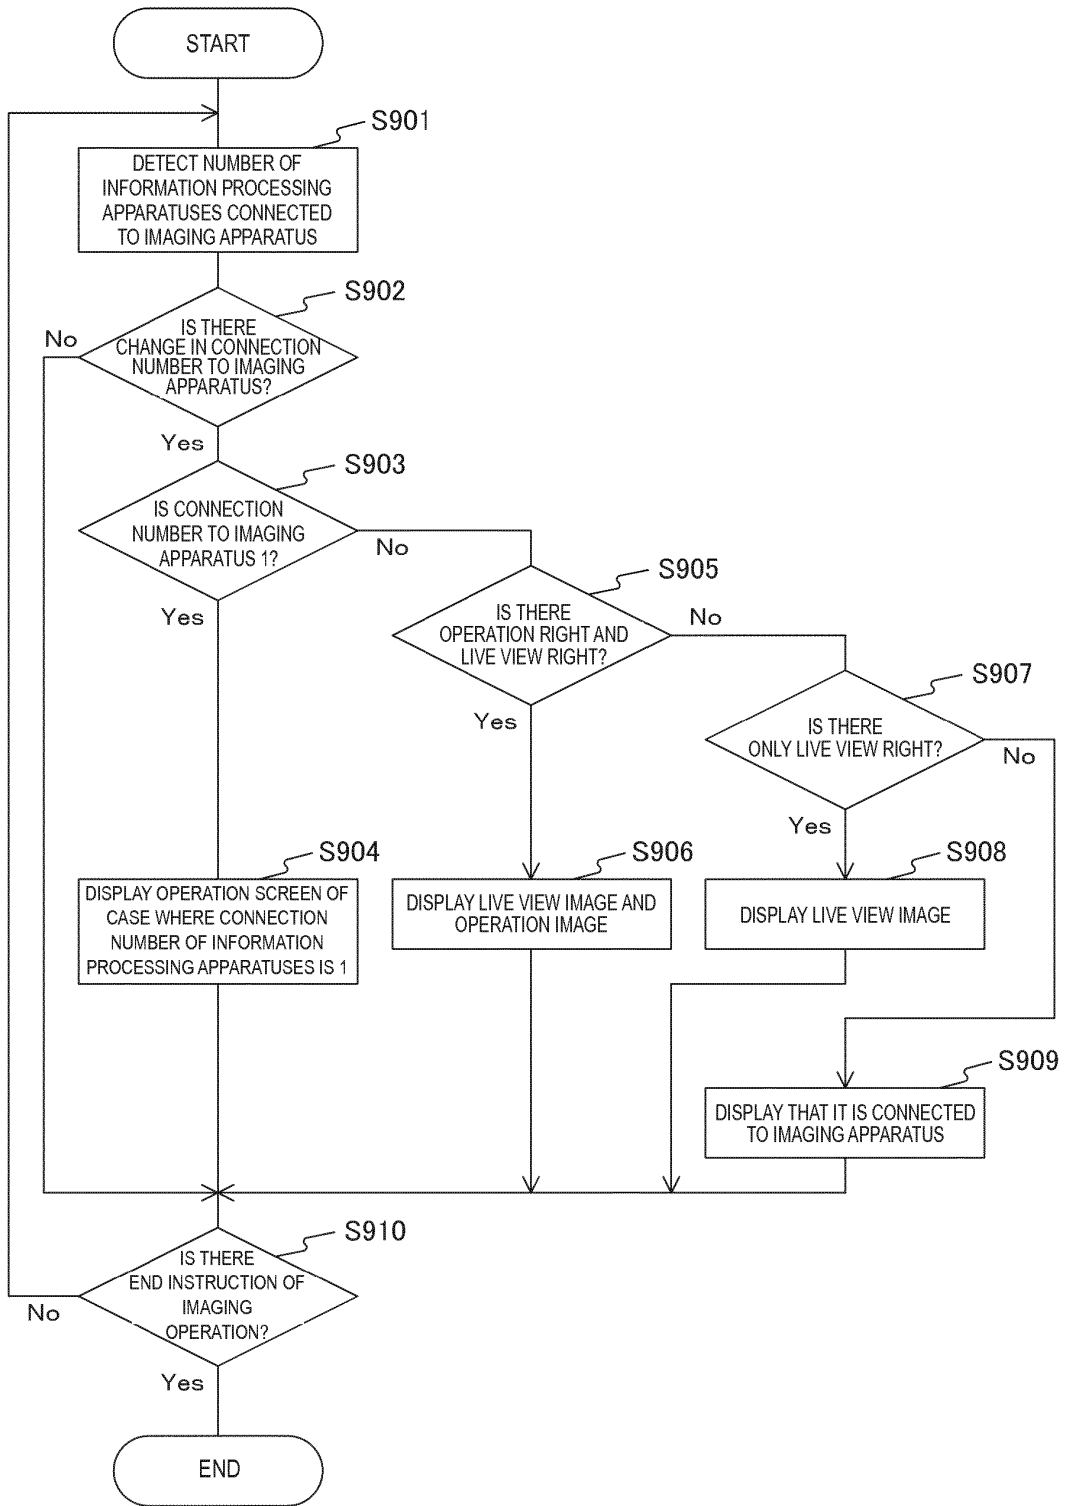 START
S901
DETECT NUMBER OF
INFORMATION PROCESSING
APPARATUSES CONNECTED
TO IMAGING APPARATUS
S902
IS THERE
CHANGE IN CONNECTION
NUMBER TO IMAGING
APPARATUS?
No
Yes
S903
IS CONNECTION
NUMBER TO IMAGING
APPARATUS 1?
No
Yes
S905
IS THERE
OPERATION RIGHT AND
LIVE VIEW RIGHT?
No
Yes
S907
IS THERE
ONLY LIVE VIEW RIGHT?
No
Yes
S904
DISPLAY OPERATION SCREEN OF
CASE WHERE CONNECTION
NUMBER OF INFORMATION
PROCESSING APPARATUSES IS 1
S906
DISPLAY LIVE VIEW IMAGE AND
OPERATION IMAGE
S908
DISPLAY LIVE VIEW IMAGE
S909
DISPLAY THAT IT IS CONNECTED
TO IMAGING APPARATUS
S910
IS THERE
END INSTRUCTION OF
IMAGING
OPERATION?
No
Yes
END